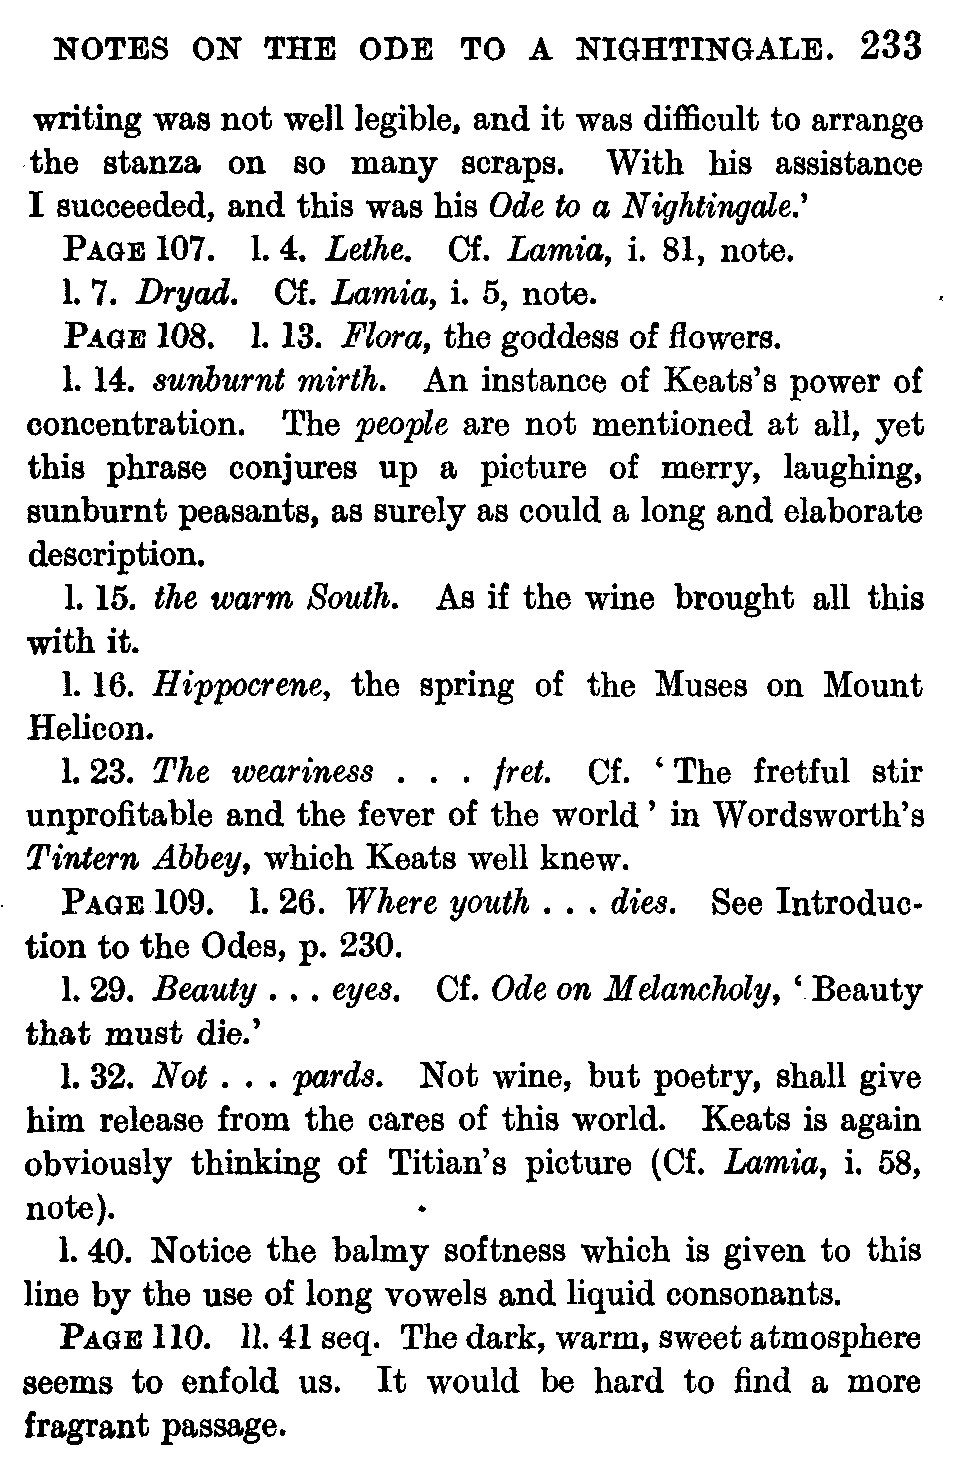 NOTES ON THE ODE TO A NIGHTINGALE. 233
writing was not well legible, and it was difficult to arrange
the stanza on so many scraps. With his assistance
I succeeded, and this was his Ode to a Nightingale.’
PAGE 107. l. 4. Lethe. Cf. Lamia, i. 81, note.
l. 7. Dryad. Cf. Lamia, i. 5, note.
PAGE 108. l. 13. Flora, the goddess of flowers.
l. 14. sunburnt mirth. An instance of Keats’s power of
concentration. The people are not mentioned at all, yet
this phrase conjures up a picture of merry, laughing,
sunburnt peasants, as surely as could a long and elaborate
description.
l. 15. the warm South. As if the wine brought all this
with it.
l. 16. Hippocrene, the spring of the Muses on Mount
Helicon.
l. 23. The weariness . . . fret. Cf. ‘The fretful stir
unprofitable and the fever of the world’ in Wordsworth’s
Tintern Abbey, which Keats well knew.
PAGE 109. l. 26. Where youth . . . dies. See Introduc-
tion to the Odes, p. 230.
l. 29. Beauty . . . eyes. Cf. Ode on Melancholy, ‘Beauty
that must die.’
l. 32. Not . . . pards. Not wine, but poetry, shall give
him release from the cares of this world. Keats is again
obviously thinking of Titian’s picture (Cf. Lamia, i. 58,
note).
l. 40. Notice the balmy softness which is given to this
line by the use of long vowels and liquid consonants.
PAGE 110. ll. 41 seq. The dark, warm, sweet atmosphere
seems to enfold us. It would be hard to find a more
fragrant passage.